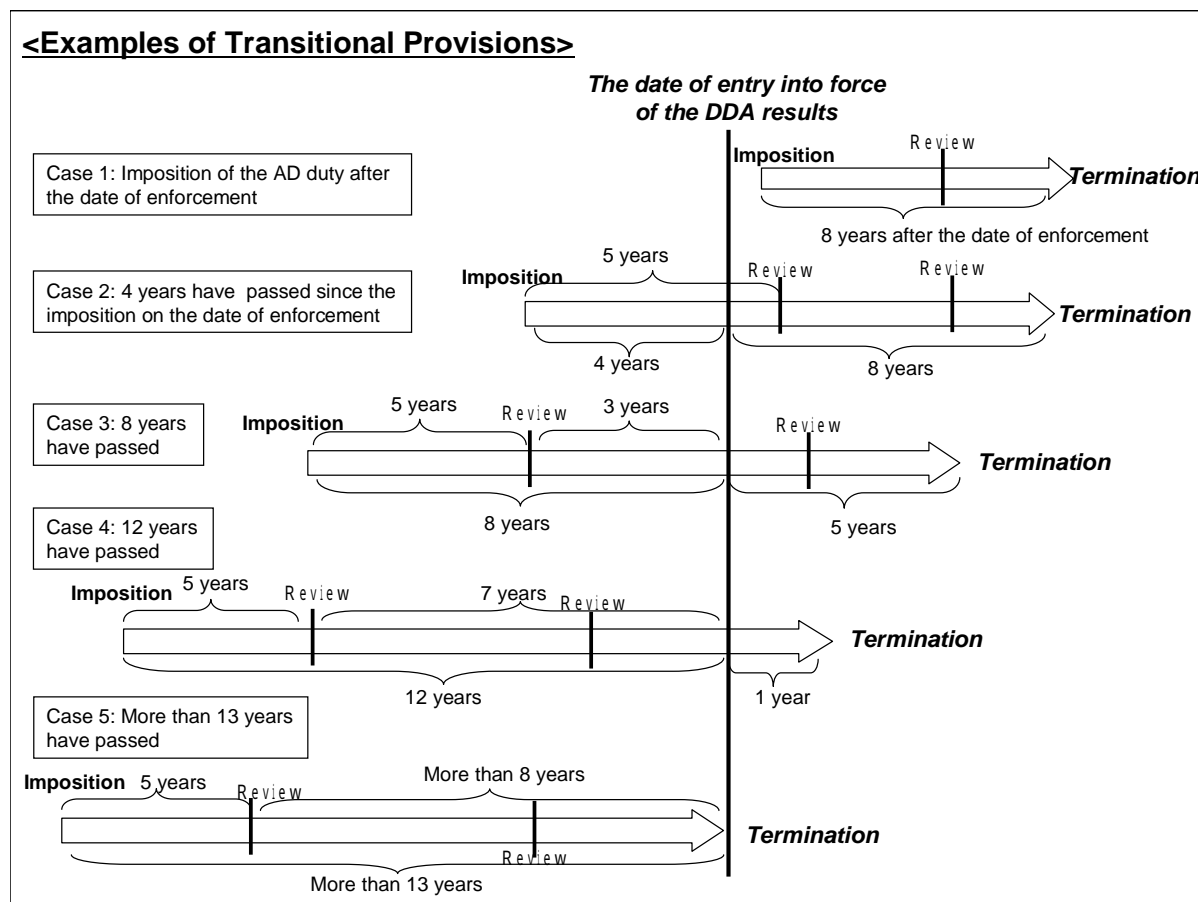 <Examples of Transitional Provisions>
The date of entry into force
of the DDA results
Case 1: Imposition of the AD duty after
the date of enforcement
Imposition
Review
Termination
8 years after the date of enforcement
Case 2: 4 years have passed since the
imposition on the date of enforcement
Imposition
5 years
Review
Review
Termination
4 years
8 years
Case 3: 8 years
have passed
Imposition
5 years
Review
3 years
Review
Termination
8 years
5 years
Case 4: 12 years
have passed
Imposition
5 years
Review
7 years
Review
Termination
12 years
1 year
Case 5: More than 13 years
have passed
Imposition
5 years
Review
More than 8 years
Review
Termination
More than 13 years